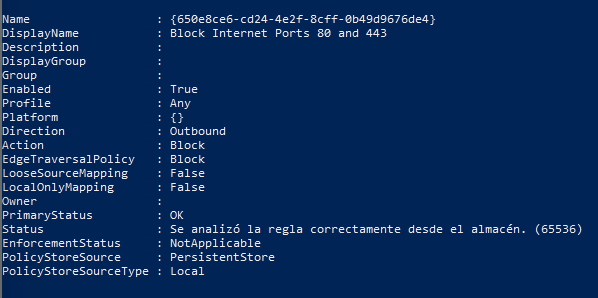 Name : {650e8ce6-cd24-4e2f-8cff-0b49d9676de4}
DisplayName : Block Internet Ports 80 and 443
Description :
DisplayGroup :
Group :
Enabled : True
Profile : Any
Platform : {}
Direction : Outbound
Action : Block
EdgeTraversalPolicy : Block
LooseSourceMapping : False
LocalOnlyMapping : False
Owner :
PrimaryStatus : OK
Status : Se analizó la regla correctamente desde el almacén. (65536)
EnforcementStatus : NotApplicable
PolicyStoreSource : PersistentStore
PolicyStoreSourceType : Local